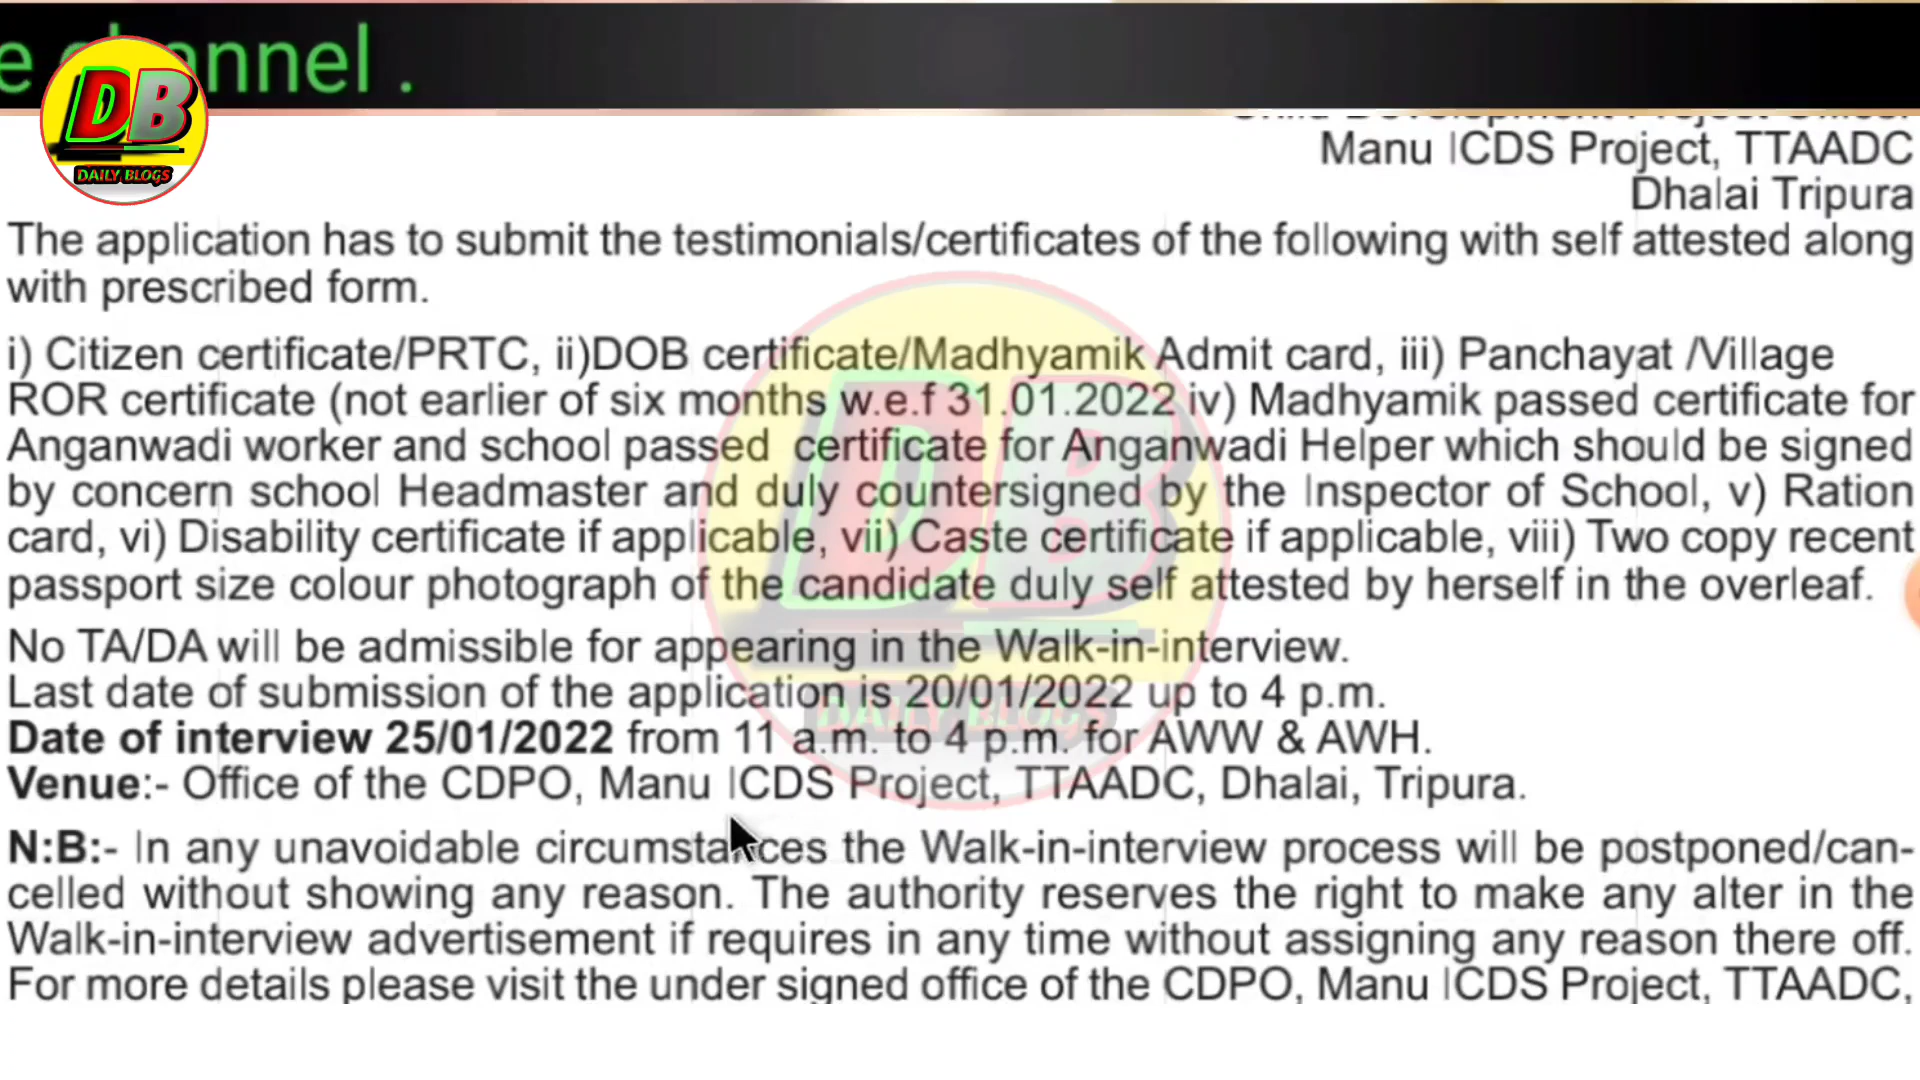 e channel .
DB
DAILY BLOGS
Child Development Project Officer
Manu ICDS Project, TTAADC
Dhalai Tripura
The application has to submit the testimonials/certificates of the following with self attested along
with prescribed form.
i) Citizen certificate/PRTC, ii)DOB certificate/Madhyamik Admit card, iii) Panchayat /Village
ROR certificate (not earlier of six months w.e.f 31.01.2022 iv) Madhyamik passed certificate for
Anganwadi worker and school passed certificate for Anganwadi Helper which should be signed
by concern school Headmaster and duly countersigned by the Inspector of School, v) Ration
card, vi) Disability certificate if applicable, vii) Caste certificate if applicable, viii) Two copy recent
passport size colour photograph of the candidate duly self attested by herself in the overleaf.
No TA/DA will be admissible for appearing in the Walk-in-interview.
Last date of submission of the application is 20/01/2022 up to 4 p.m.
Date of interview 25/01/2022 from 11 a.m. to 4 p.m. for AWW & AWH.
Venue:- Office of the CDPO, Manu ICDS Project, TTAADC, Dhalai, Tripura.
N:B:- In any unavoidable circumstances the Walk-in-interview process will be postponed/can-
celled without showing any reason. The authority reserves the right to make any alter in the
Walk-in-interview advertisement if requires in any time without assigning any reason there off.
For more details please visit the under signed office of the CDPO, Manu ICDS Project, TTAADC,
DB
DAILY BLOGS